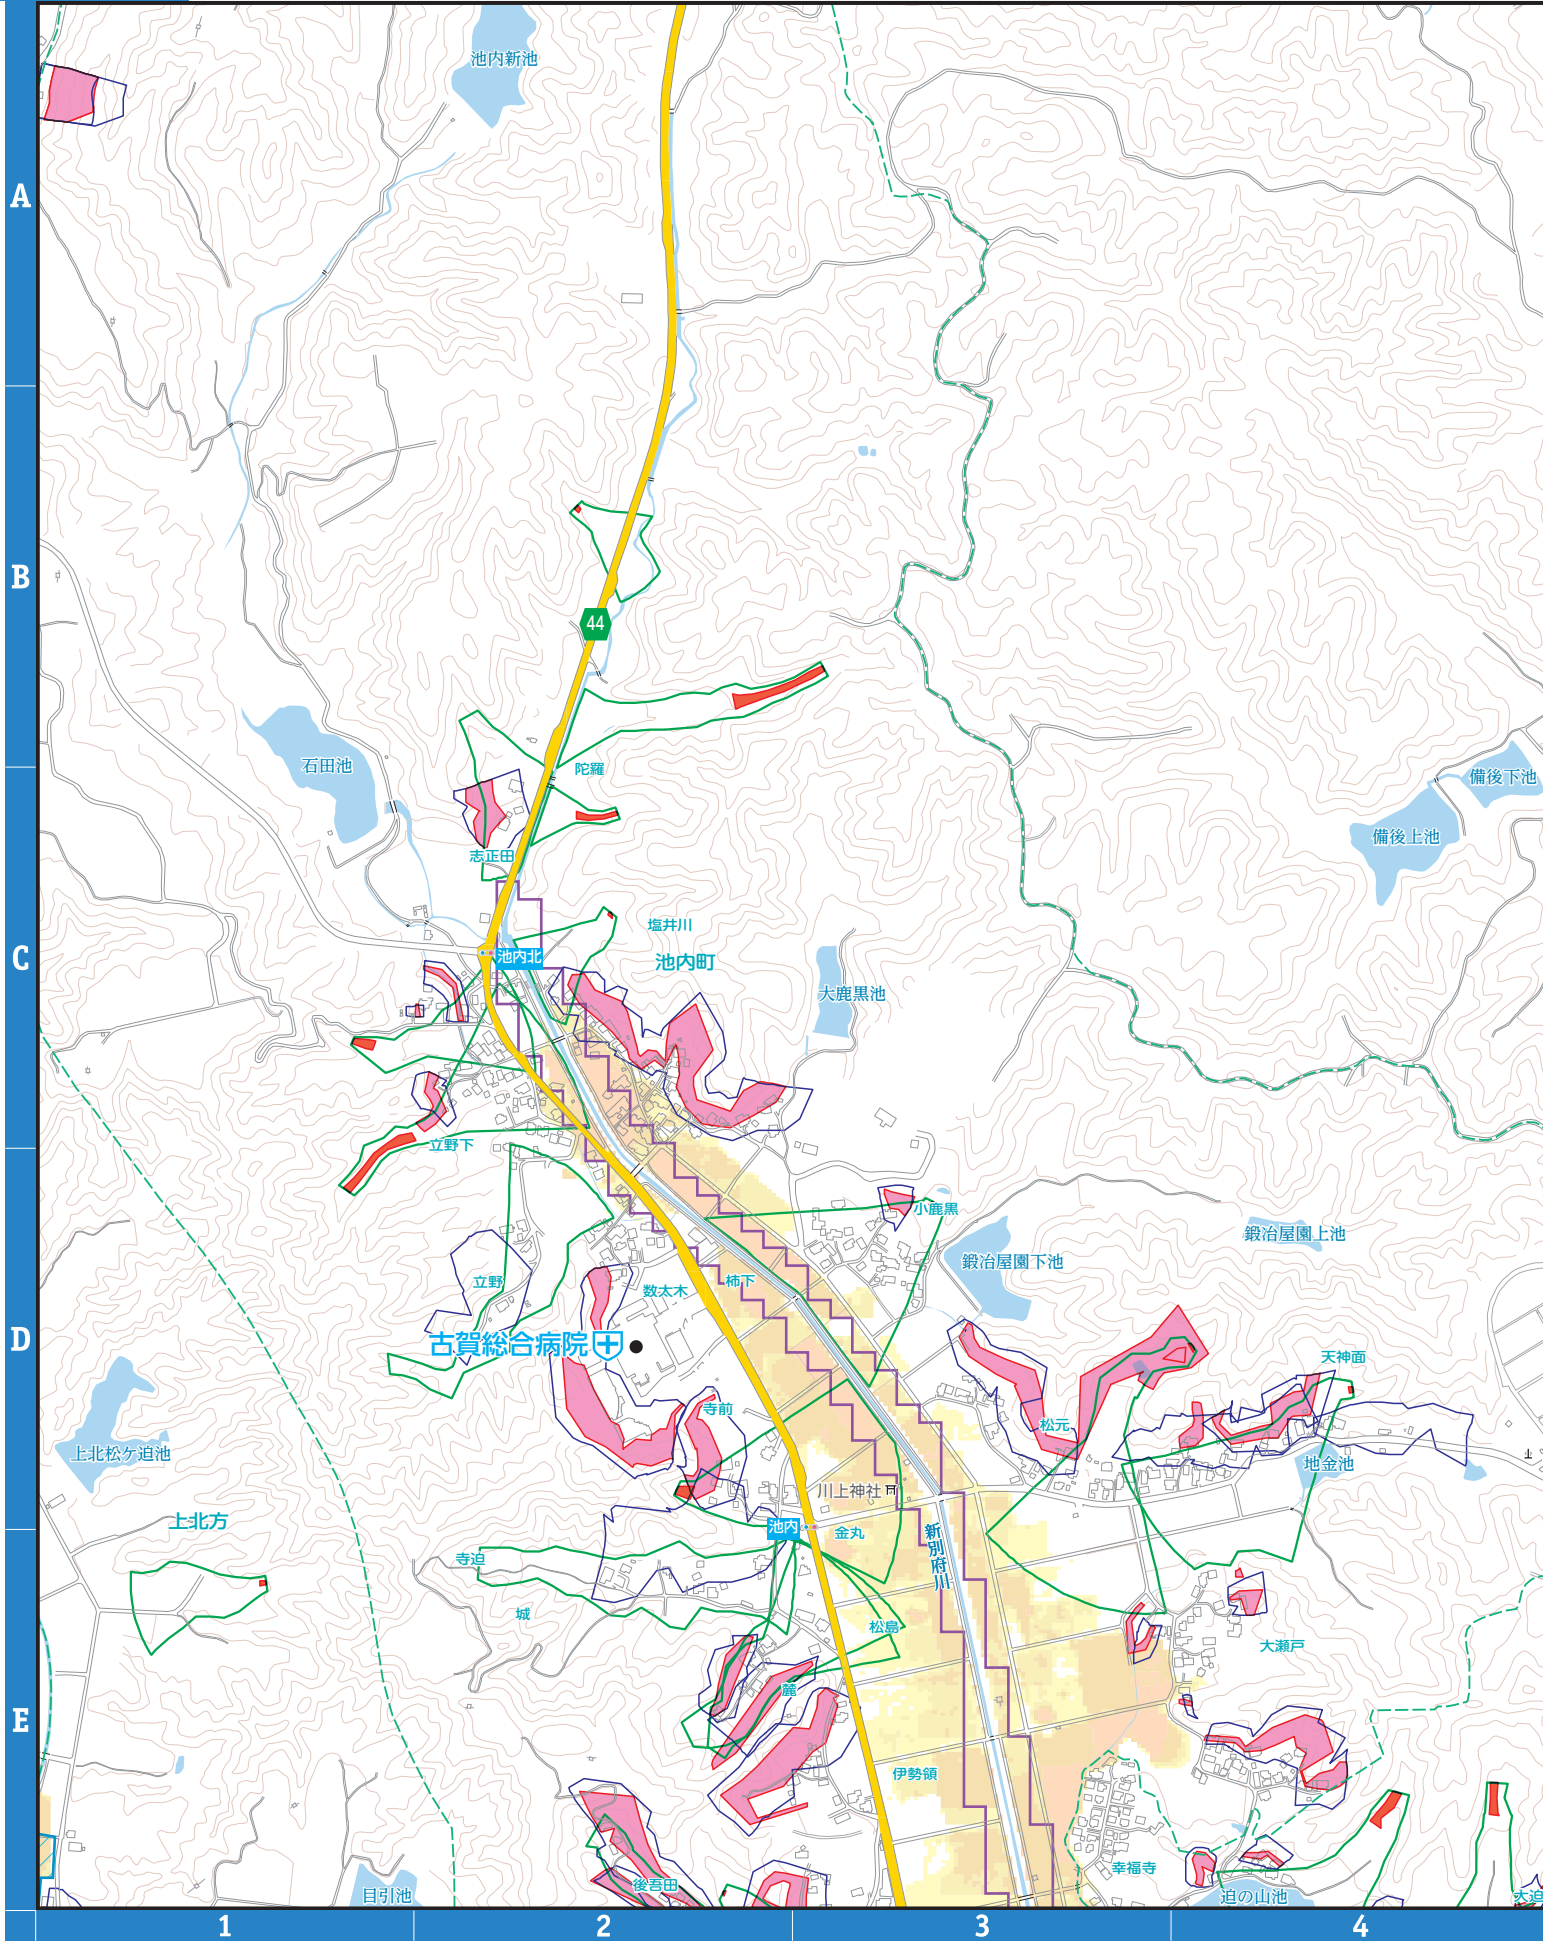 池内新池
A
B
44
石田池
陀羅
備後下池
備後上池
志正田
塩井川
池内町
C
池内北
大鹿黒池
立野下
小鹿黒
鍛冶屋園上池
鍛冶屋園下池
立野
数太木
柿下
D
古賀総合病院
天神面
寺前
松元
上北松ケ迫池
地金池
川上神社
上北方
池内
金丸
新別府川
寺迫
城
松島
大瀬戸
麓
E
伊勢領
幸福寺
後吾田
目引池
迫の山池
大迫
1
2
3
4